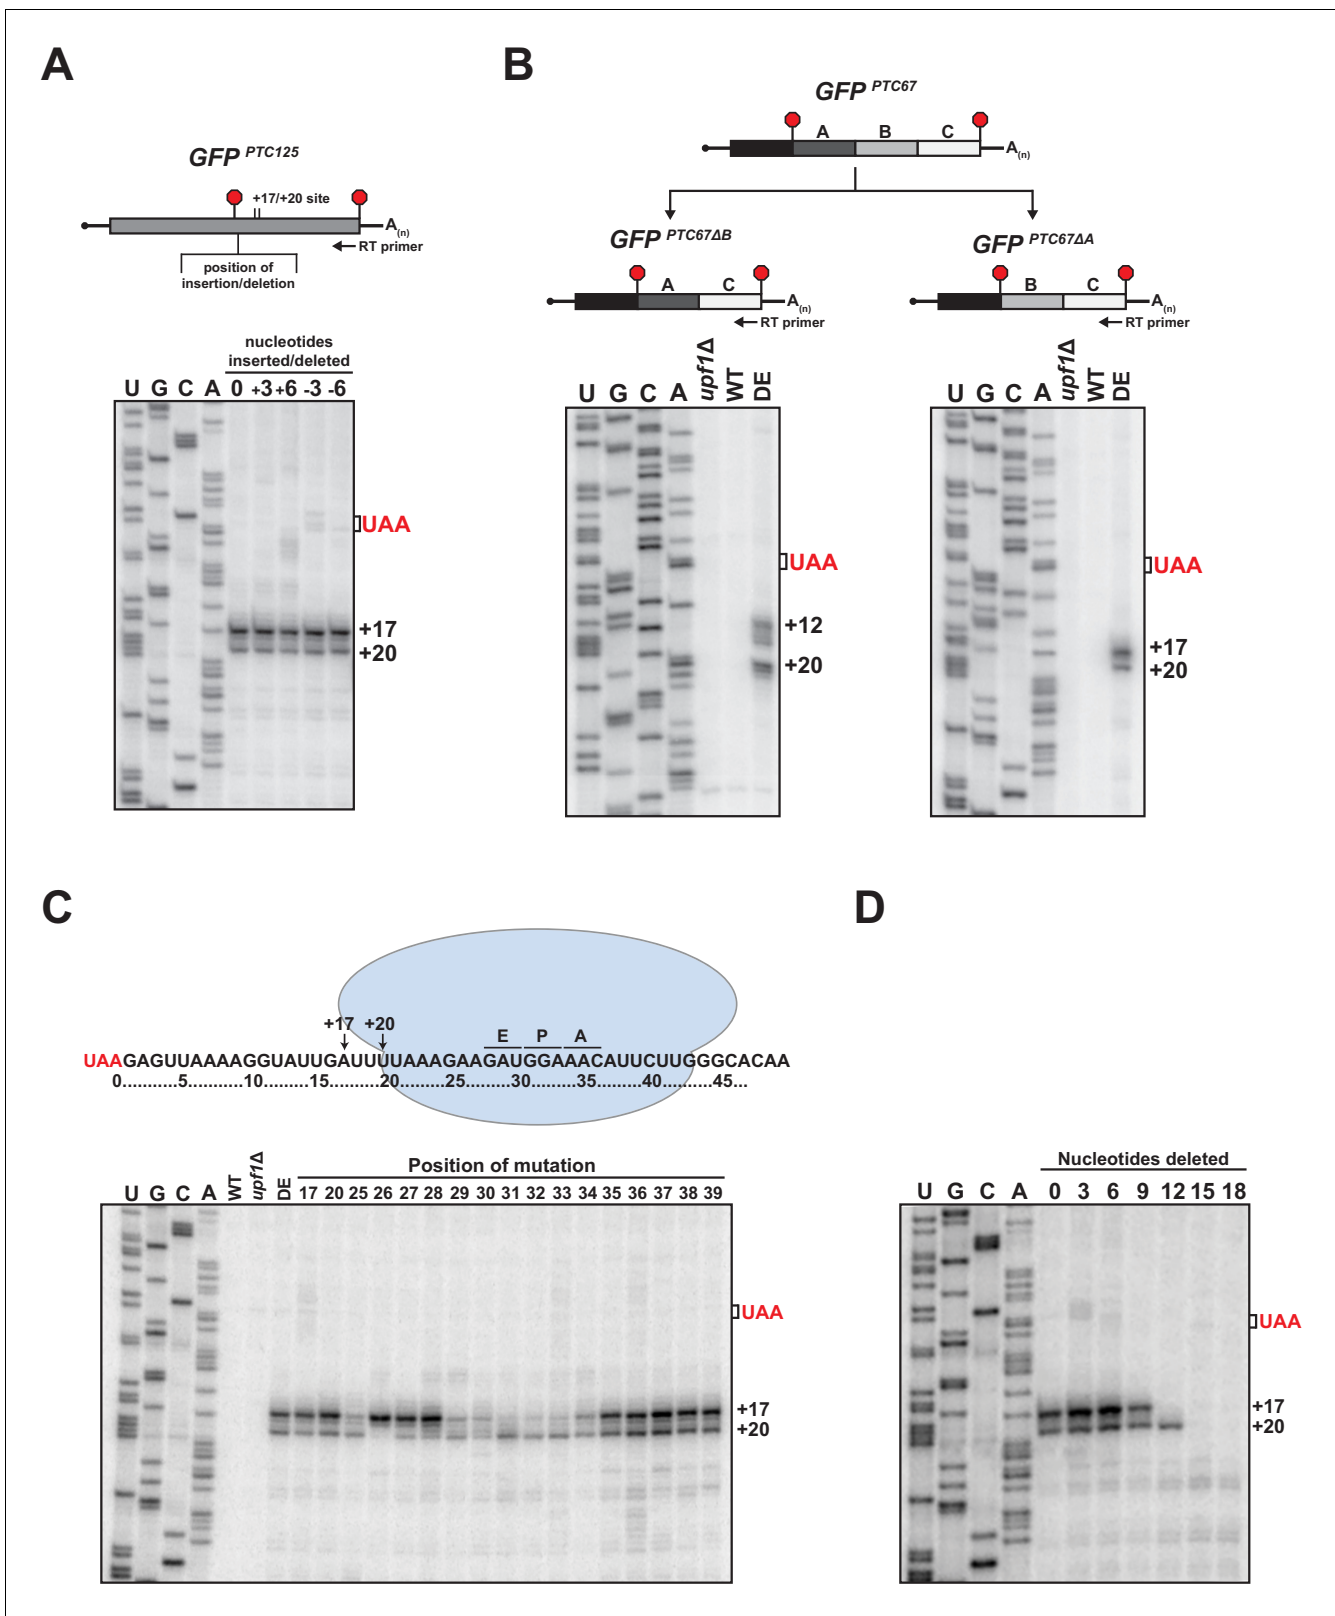 A
GFP PTC125
+17/+20 site
A(n)
RT primer
position of
insertion/deletion
nucleotides
inserted/deleted
U G C A 0 +3 +6 -3 -6
UAA
+17
+20
B
GFP PTC67
A B C
A(n)
GFP PTC67ΔB
A C
A(n)
RT primer
U G C A upf1Δ WT DE
UAA
+12
+20
GFP PTC67ΔA
B C
A(n)
RT primer
U G C A upf1Δ WT DE
UAA
+17
+20
C
+17 +20 E P A
UAAGAGUUAAAAGGUAUUGAUUUUAAAGAAGAUGGAAACAUUCUUGGGCACAA
0..........5..........10..........15..........20..........25..........30..........35..........40..........45...
Position of mutation
U G C A WT upf1Δ DE 17 20 25 26 27 28 29 30 31 32 33 34 35 36 37 38 39
UAA
+17
+20
D
Nucleotides deleted
U G C A 0 3 6 9 12 15 18
UAA
+17
+20